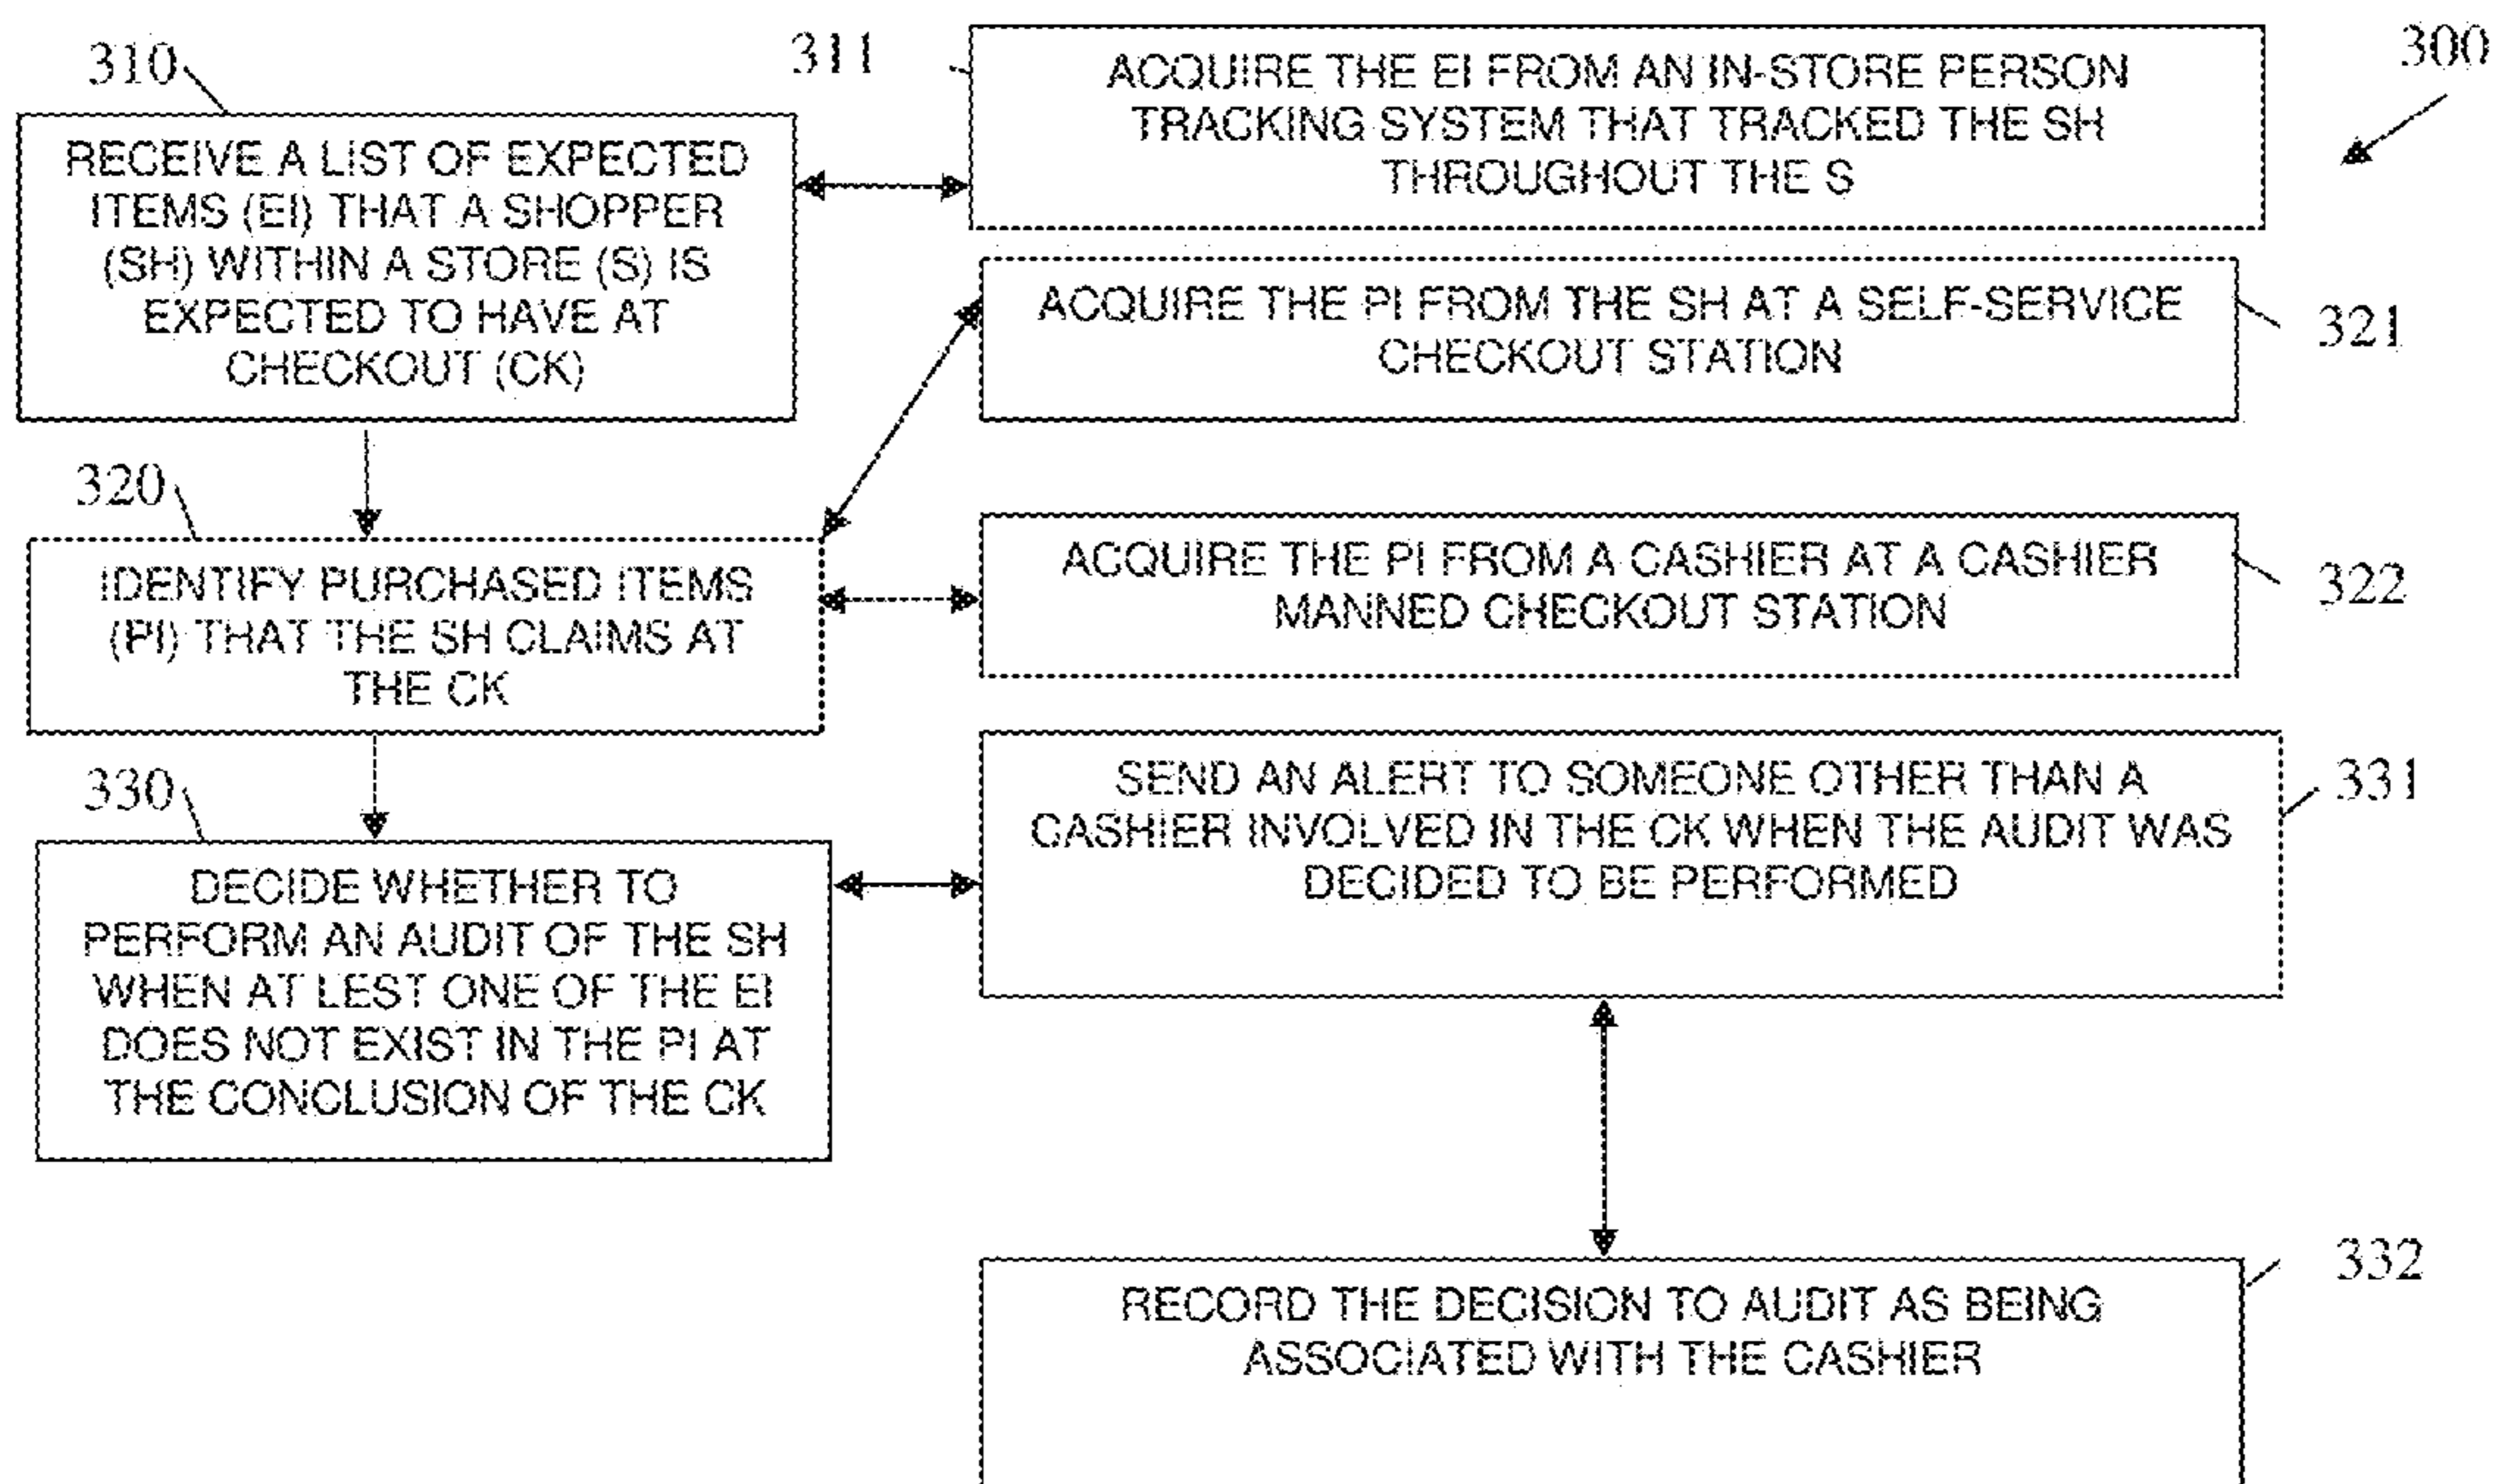 300
310
RECEIVE A LIST OF EXPECTED
ITEMS (EI) THAT A SHOPPER
(SH) WITHIN A STORE (S) IS
EXPECTED TO HAVE AT
CHECKOUT (CK)
311
ACQUIRE THE EI FROM AN IN-STORE PERSON
TRACKING SYSTEM THAT TRACKED THE SH
THROUGHOUT THE S
320
IDENTIFY PURCHASED ITEMS
(PI) THAT THE SH CLAIMS AT
THE CK
321
ACQUIRE THE PI FROM THE SH AT A SELF-SERVICE
CHECKOUT STATION
322
ACQUIRE THE PI FROM A CASHIER AT A CASHIER
MANNED CHECKOUT STATION
330
DECIDE WHETHER TO
PERFORM AN AUDIT OF THE SH
WHEN AT LEST ONE OF THE EI
DOES NOT EXIST IN THE PI AT
THE CONCLUSION OF THE CK
331
SEND AN ALERT TO SOMEONE OTHER THAN A
CASHIER INVOLVED IN THE CK WHEN THE AUDIT WAS
DECIDED TO BE PERFORMED
332
RECORD THE DECISION TO AUDIT AS BEING
ASSOCIATED WITH THE CASHIER